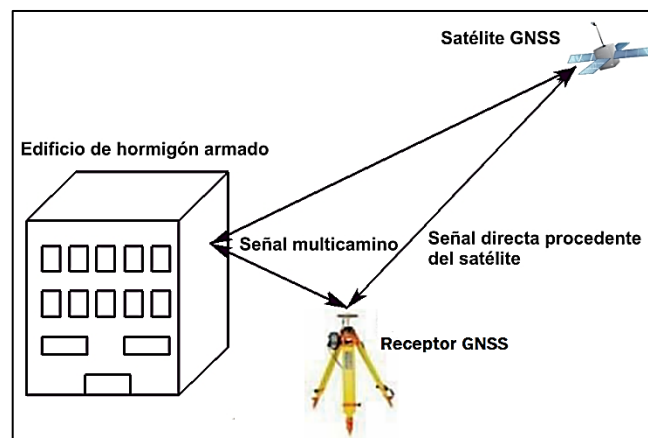 Satélite GNSS
Edificio de hormigón armado
Señal multicamino
Señal directa procedente
del satélite
Receptor GNSS